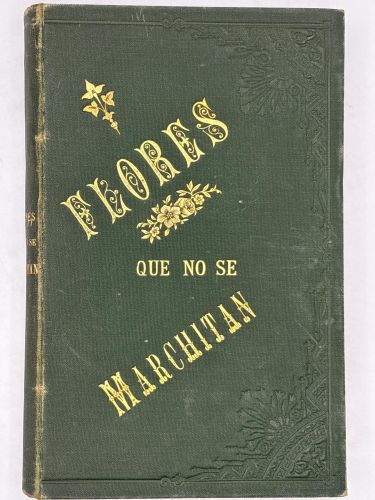 FLORES
QUE NO SE
MARCHITAN